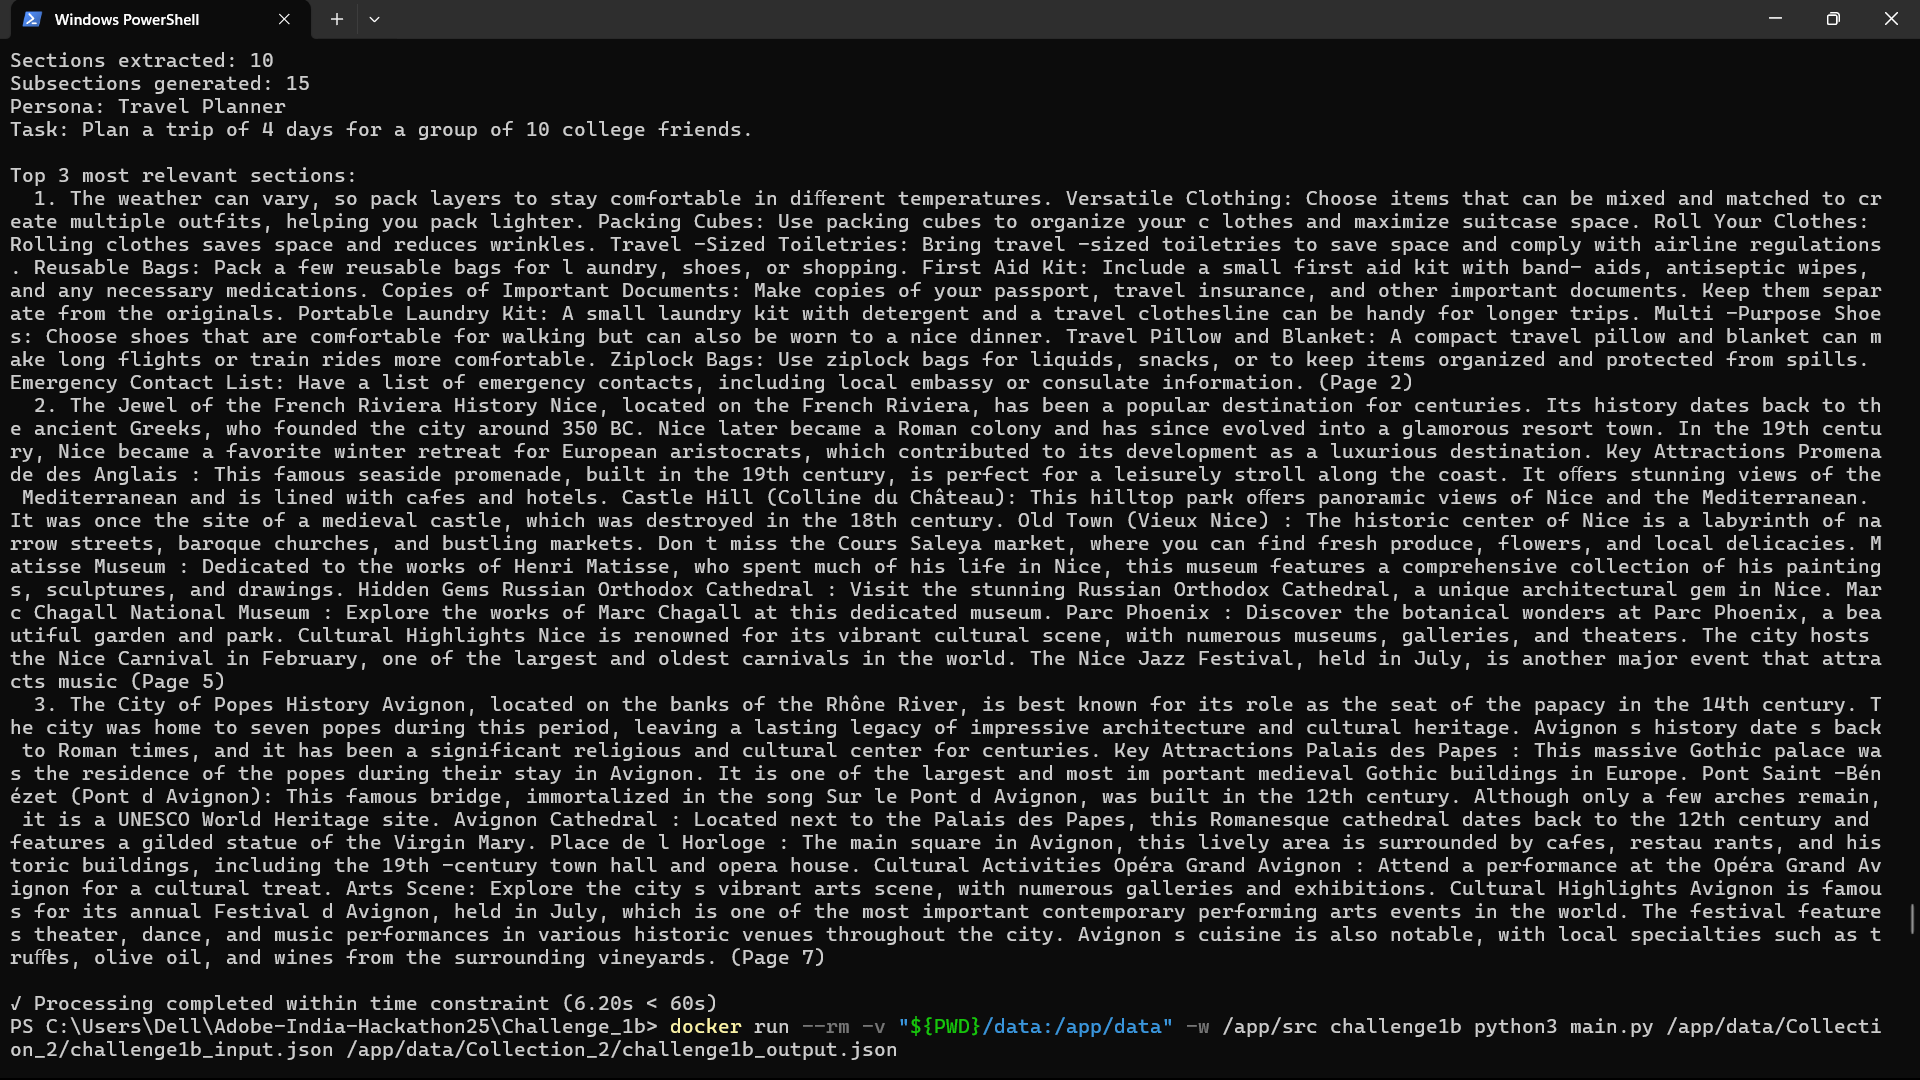 Windows PowerShell
Sections extracted: 10
Subsections generated: 15
Persona: Travel Planner
Task: Plan a trip of 4 days for a group of 10 college friends.
Top 3 most relevant sections:
  1. The weather can vary, so pack layers to stay comfortable in different temperatures. Versatile Clothing: Choose items that can be mixed and matched to cr
eate multiple outfits, helping you pack lighter. Packing Cubes: Use packing cubes to organize your c lothes and maximize suitcase space. Roll Your Clothes:
Rolling clothes saves space and reduces wrinkles. Travel -Sized Toiletries: Bring travel -sized toiletries to save space and comply with airline regulations
. Reusable Bags: Pack a few reusable bags for l aundry, shoes, or shopping. First Aid Kit: Include a small first aid kit with band- aids, antiseptic wipes,
and any necessary medications. Copies of Important Documents: Make copies of your passport, travel insurance, and other important documents. Keep them separ
ate from the originals. Portable Laundry Kit: A small laundry kit with detergent and a travel clothesline can be handy for longer trips. Multi -Purpose Shoe
s: Choose shoes that are comfortable for walking but can also be worn to a nice dinner. Travel Pillow and Blanket: A compact travel pillow and blanket can m
ake long flights or train rides more comfortable. Ziplock Bags: Use ziplock bags for liquids, snacks, or to keep items organized and protected from spills.
Emergency Contact List: Have a list of emergency contacts, including local embassy or consulate information. (Page 2)
  2. The Jewel of the French Riviera History Nice, located on the French Riviera, has been a popular destination for centuries. Its history dates back to th
e ancient Greeks, who founded the city around 350 BC. Nice later became a Roman colony and has since evolved into a glamorous resort town. In the 19th centu
ry, Nice became a favorite winter retreat for European aristocrats, which contributed to its development as a luxurious destination. Key Attractions Promena
de des Anglais : This famous seaside promenade, built in the 19th century, is perfect for a leisurely stroll along the coast. It offers stunning views of the
 Mediterranean and is lined with cafes and hotels. Castle Hill (Colline du Château): This hilltop park offers panoramic views of Nice and the Mediterranean.
It was once the site of a medieval castle, which was destroyed in the 18th century. Old Town (Vieux Nice) : The historic center of Nice is a labyrinth of na
rrow streets, baroque churches, and bustling markets. Don t miss the Cours Saleya market, where you can find fresh produce, flowers, and local delicacies. M
atisse Museum : Dedicated to the works of Henri Matisse, who spent much of his life in Nice, this museum features a comprehensive collection of his painting
s, sculptures, and drawings. Hidden Gems Russian Orthodox Cathedral : Visit the stunning Russian Orthodox Cathedral, a unique architectural gem in Nice. Mar
c Chagall National Museum : Explore the works of Marc Chagall at this dedicated museum. Parc Phoenix : Discover the botanical wonders at Parc Phoenix, a bea
utiful garden and park. Cultural Highlights Nice is renowned for its vibrant cultural scene, with numerous museums, galleries, and theaters. The city hosts
the Nice Carnival in February, one of the largest and oldest carnivals in the world. The Nice Jazz Festival, held in July, is another major event that attra
cts music (Page 5)
  3. The City of Popes History Avignon, located on the banks of the Rhône River, is best known for its role as the seat of the papacy in the 14th century. T
he city was home to seven popes during this period, leaving a lasting legacy of impressive architecture and cultural heritage. Avignon s history date s back
 to Roman times, and it has been a significant religious and cultural center for centuries. Key Attractions Palais des Papes : This massive Gothic palace wa
s the residence of the popes during their stay in Avignon. It is one of the largest and most im portant medieval Gothic buildings in Europe. Pont Saint -Bén
ézet (Pont d Avignon): This famous bridge, immortalized in the song Sur le Pont d Avignon, was built in the 12th century. Although only a few arches remain,
 it is a UNESCO World Heritage site. Avignon Cathedral : Located next to the Palais des Papes, this Romanesque cathedral dates back to the 12th century and
features a gilded statue of the Virgin Mary. Place de l Horloge : The main square in Avignon, this lively area is surrounded by cafes, restau rants, and his
toric buildings, including the 19th -century town hall and opera house. Cultural Activities Opéra Grand Avignon : Attend a performance at the Opéra Grand Av
ignon for a cultural treat. Arts Scene: Explore the city s vibrant arts scene, with numerous galleries and exhibitions. Cultural Highlights Avignon is famou
s for its annual Festival d Avignon, held in July, which is one of the most important contemporary performing arts events in the world. The festival feature
s theater, dance, and music performances in various historic venues throughout the city. Avignon s cuisine is also notable, with local specialties such as t
ruffles, olive oil, and wines from the surrounding vineyards. (Page 7)
√ Processing completed within time constraint (6.20s < 60s)
PS C:\Users\Dell\Adobe-India-Hackathon25\Challenge_1b> docker run --rm -v "${PWD}/data:/app/data" -w /app/src challenge1b python3 main.py /app/data/Collecti
on_2/challenge1b_input.json /app/data/Collection_2/challenge1b_output.json